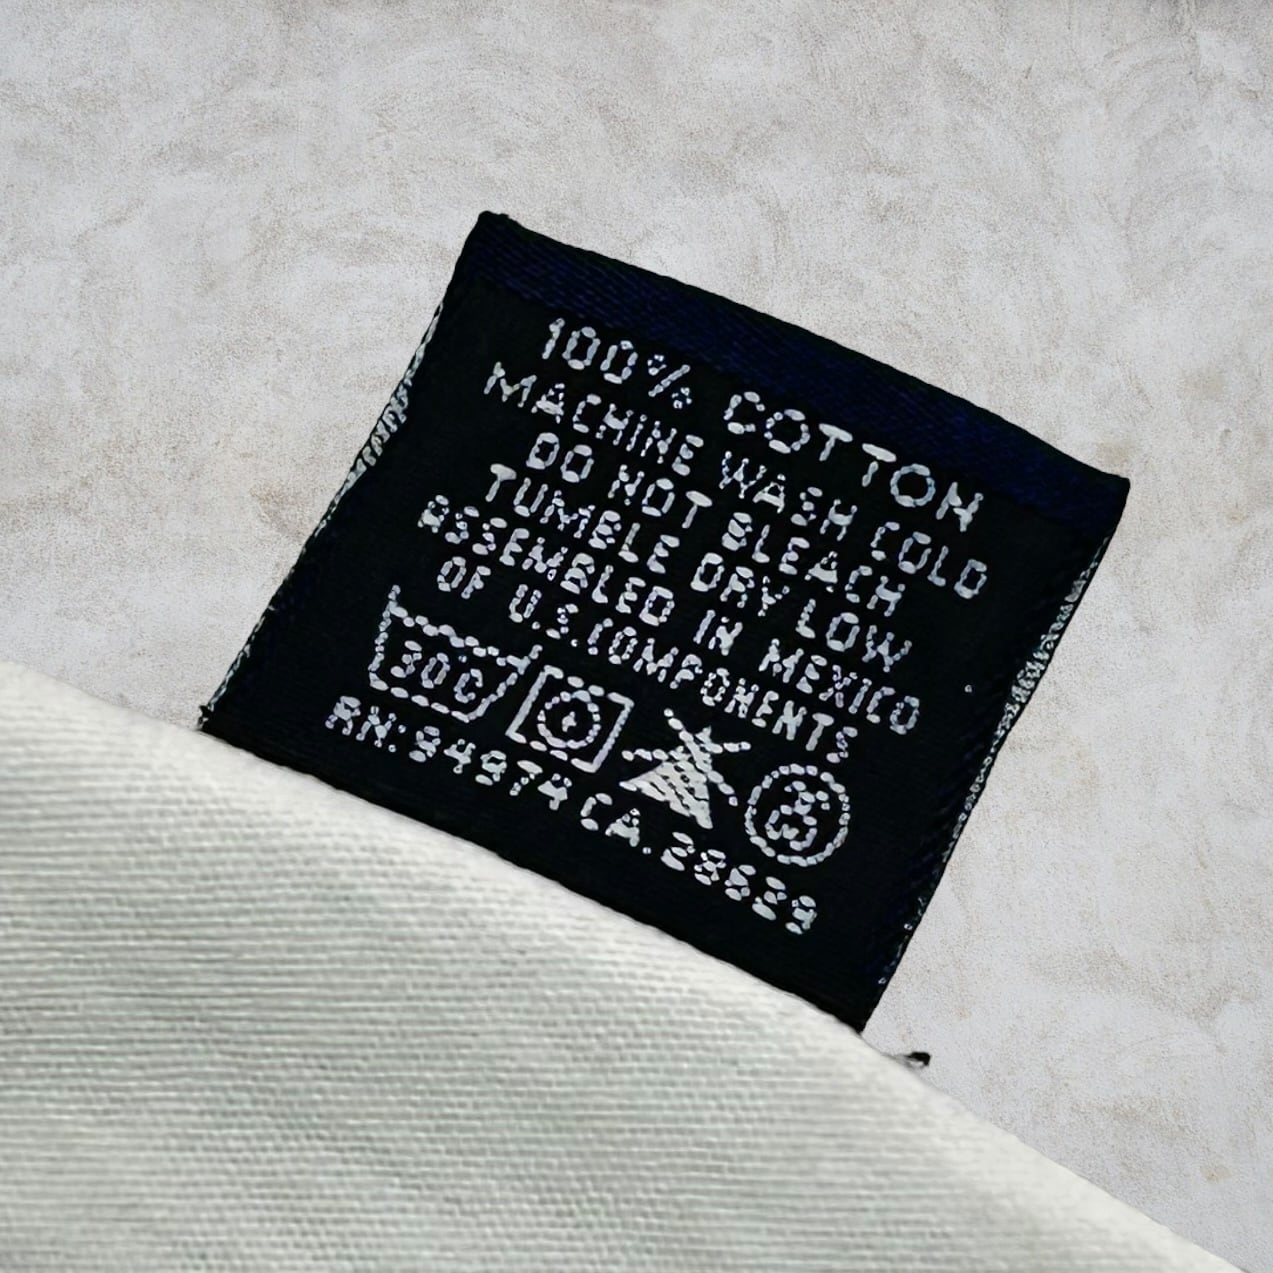 100% COTTON
MACHINE WASH COLD
DO NOT BLEACH
TUMBLE DRY LOW
ASSEMBLED IN MEXICO
OF U.S.COMPONENTS
30°C
RN:94974 CA.28629